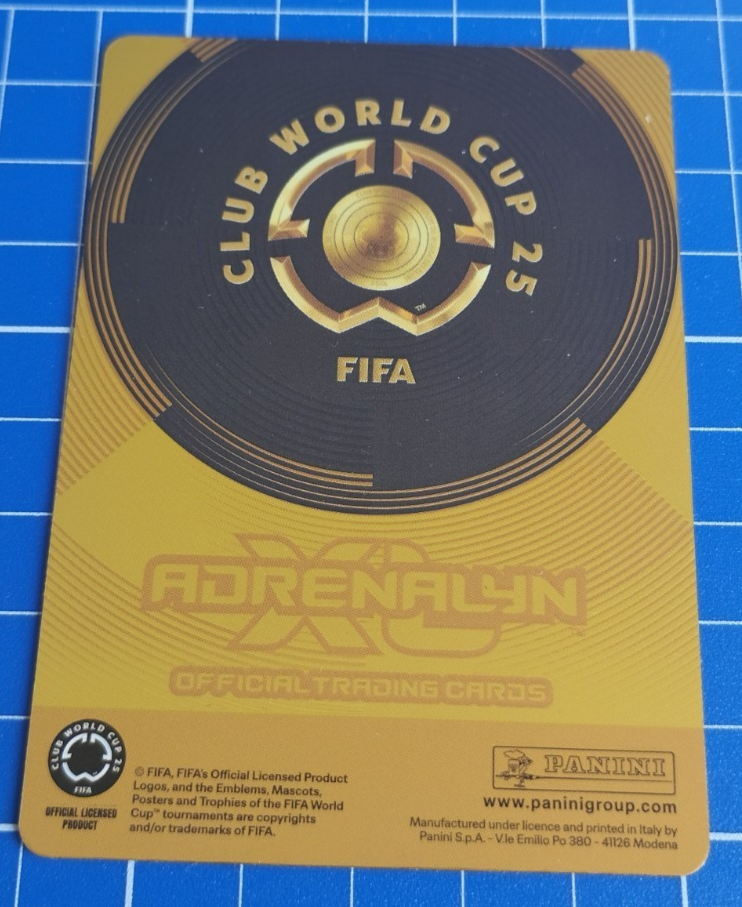 CLUB WORLD CUP 25
TM
FIFA
ADRENALYN
XL
TM
OFFICIAL TRADING CARDS
CLUB WORLD CUP 25
FIFA
OFFICIAL LICENSED
PRODUCT
© FIFA, FIFA's Official Licensed Product
Logos, and the Emblems, Mascots,
Posters and Trophies of the FIFA World
Cup™ tournaments are copyrights
and/or trademarks of FIFA.
PANINI
www.paninigroup.com
Manufactured under licence and printed in Italy by
Panini S.p.A. - V.le Emilio Po 380 - 41126 Modena